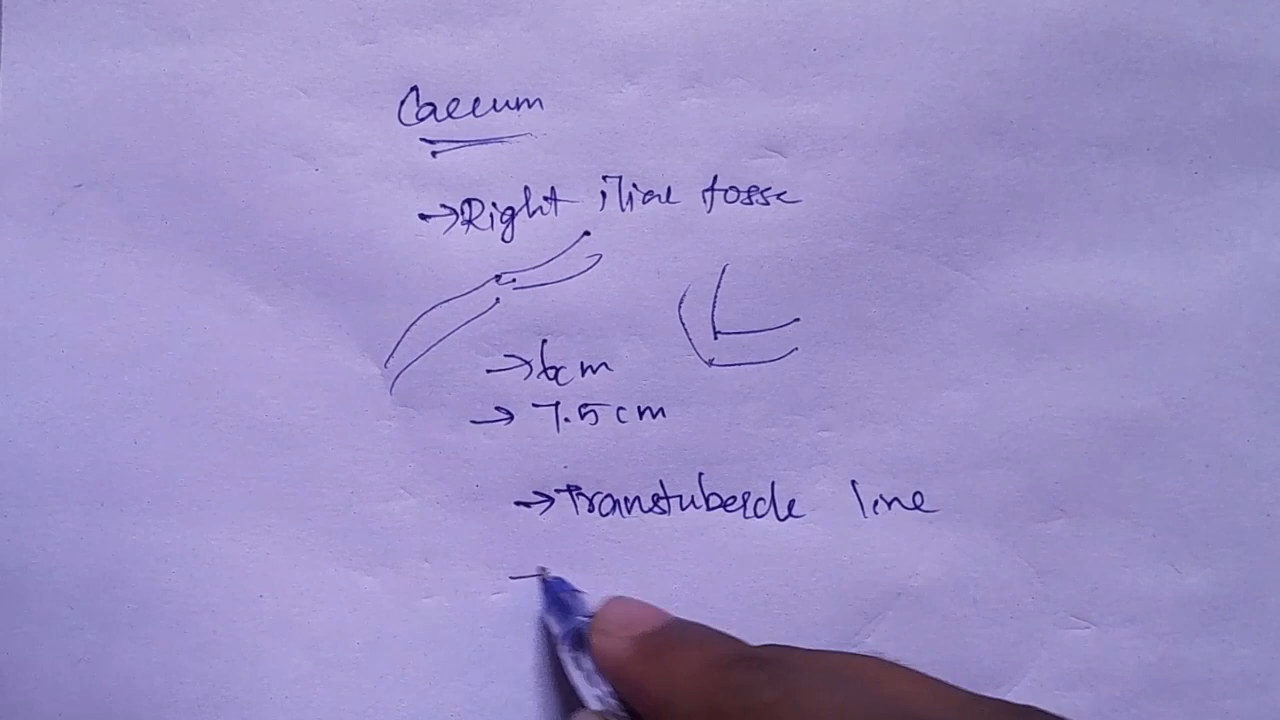 Caecum
→Right iliac fossa
→6cm
→7.5cm
→Transtubercle line